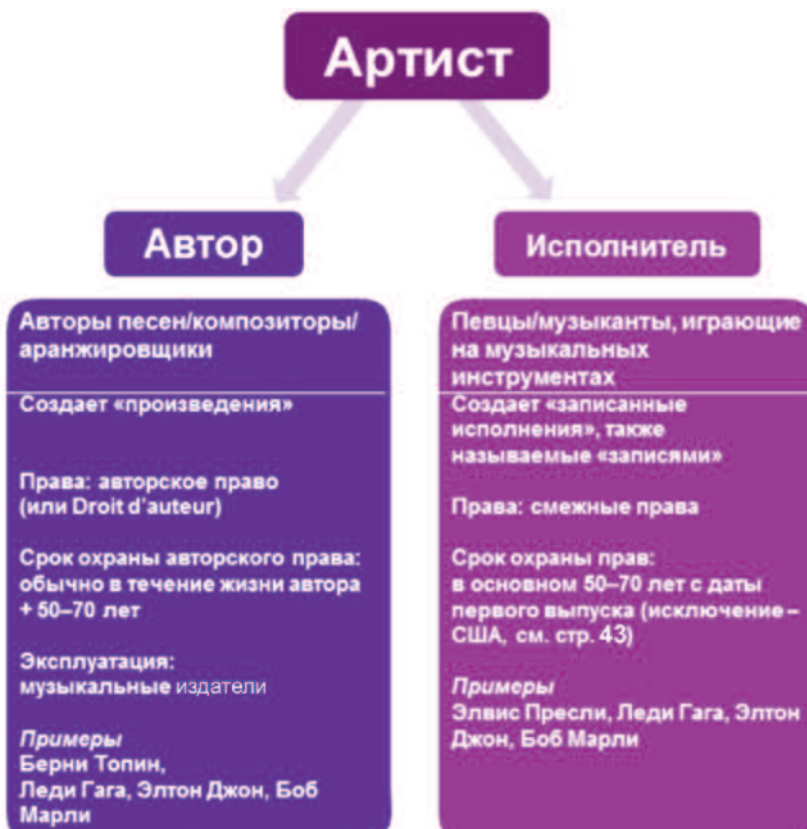 Артист
Автор
Авторы песен/композиторы/
аранжировщики
Создает «произведения»
Права: авторское право
(или Droit d’auteur)
Срок охраны авторского права:
обычно в течение жизни автора
+ 50–70 лет
Эксплуатация:
музыкальные издатели
Примеры
Берни Топин,
Леди Гага, Элтон Джон, Боб
Марли
Исполнитель
Певцы/музыканты, играющие
на музыкальных
инструментах
Создает «записанные
исполнения», также
называемые «записями»
Права: смежные права
Срок охраны прав:
в основном 50–70 лет с даты
первого выпуска (исключение –
США, см. стр. 43)
Примеры
Элвис Пресли, Леди Гага, Элтон
Джон, Боб Марли